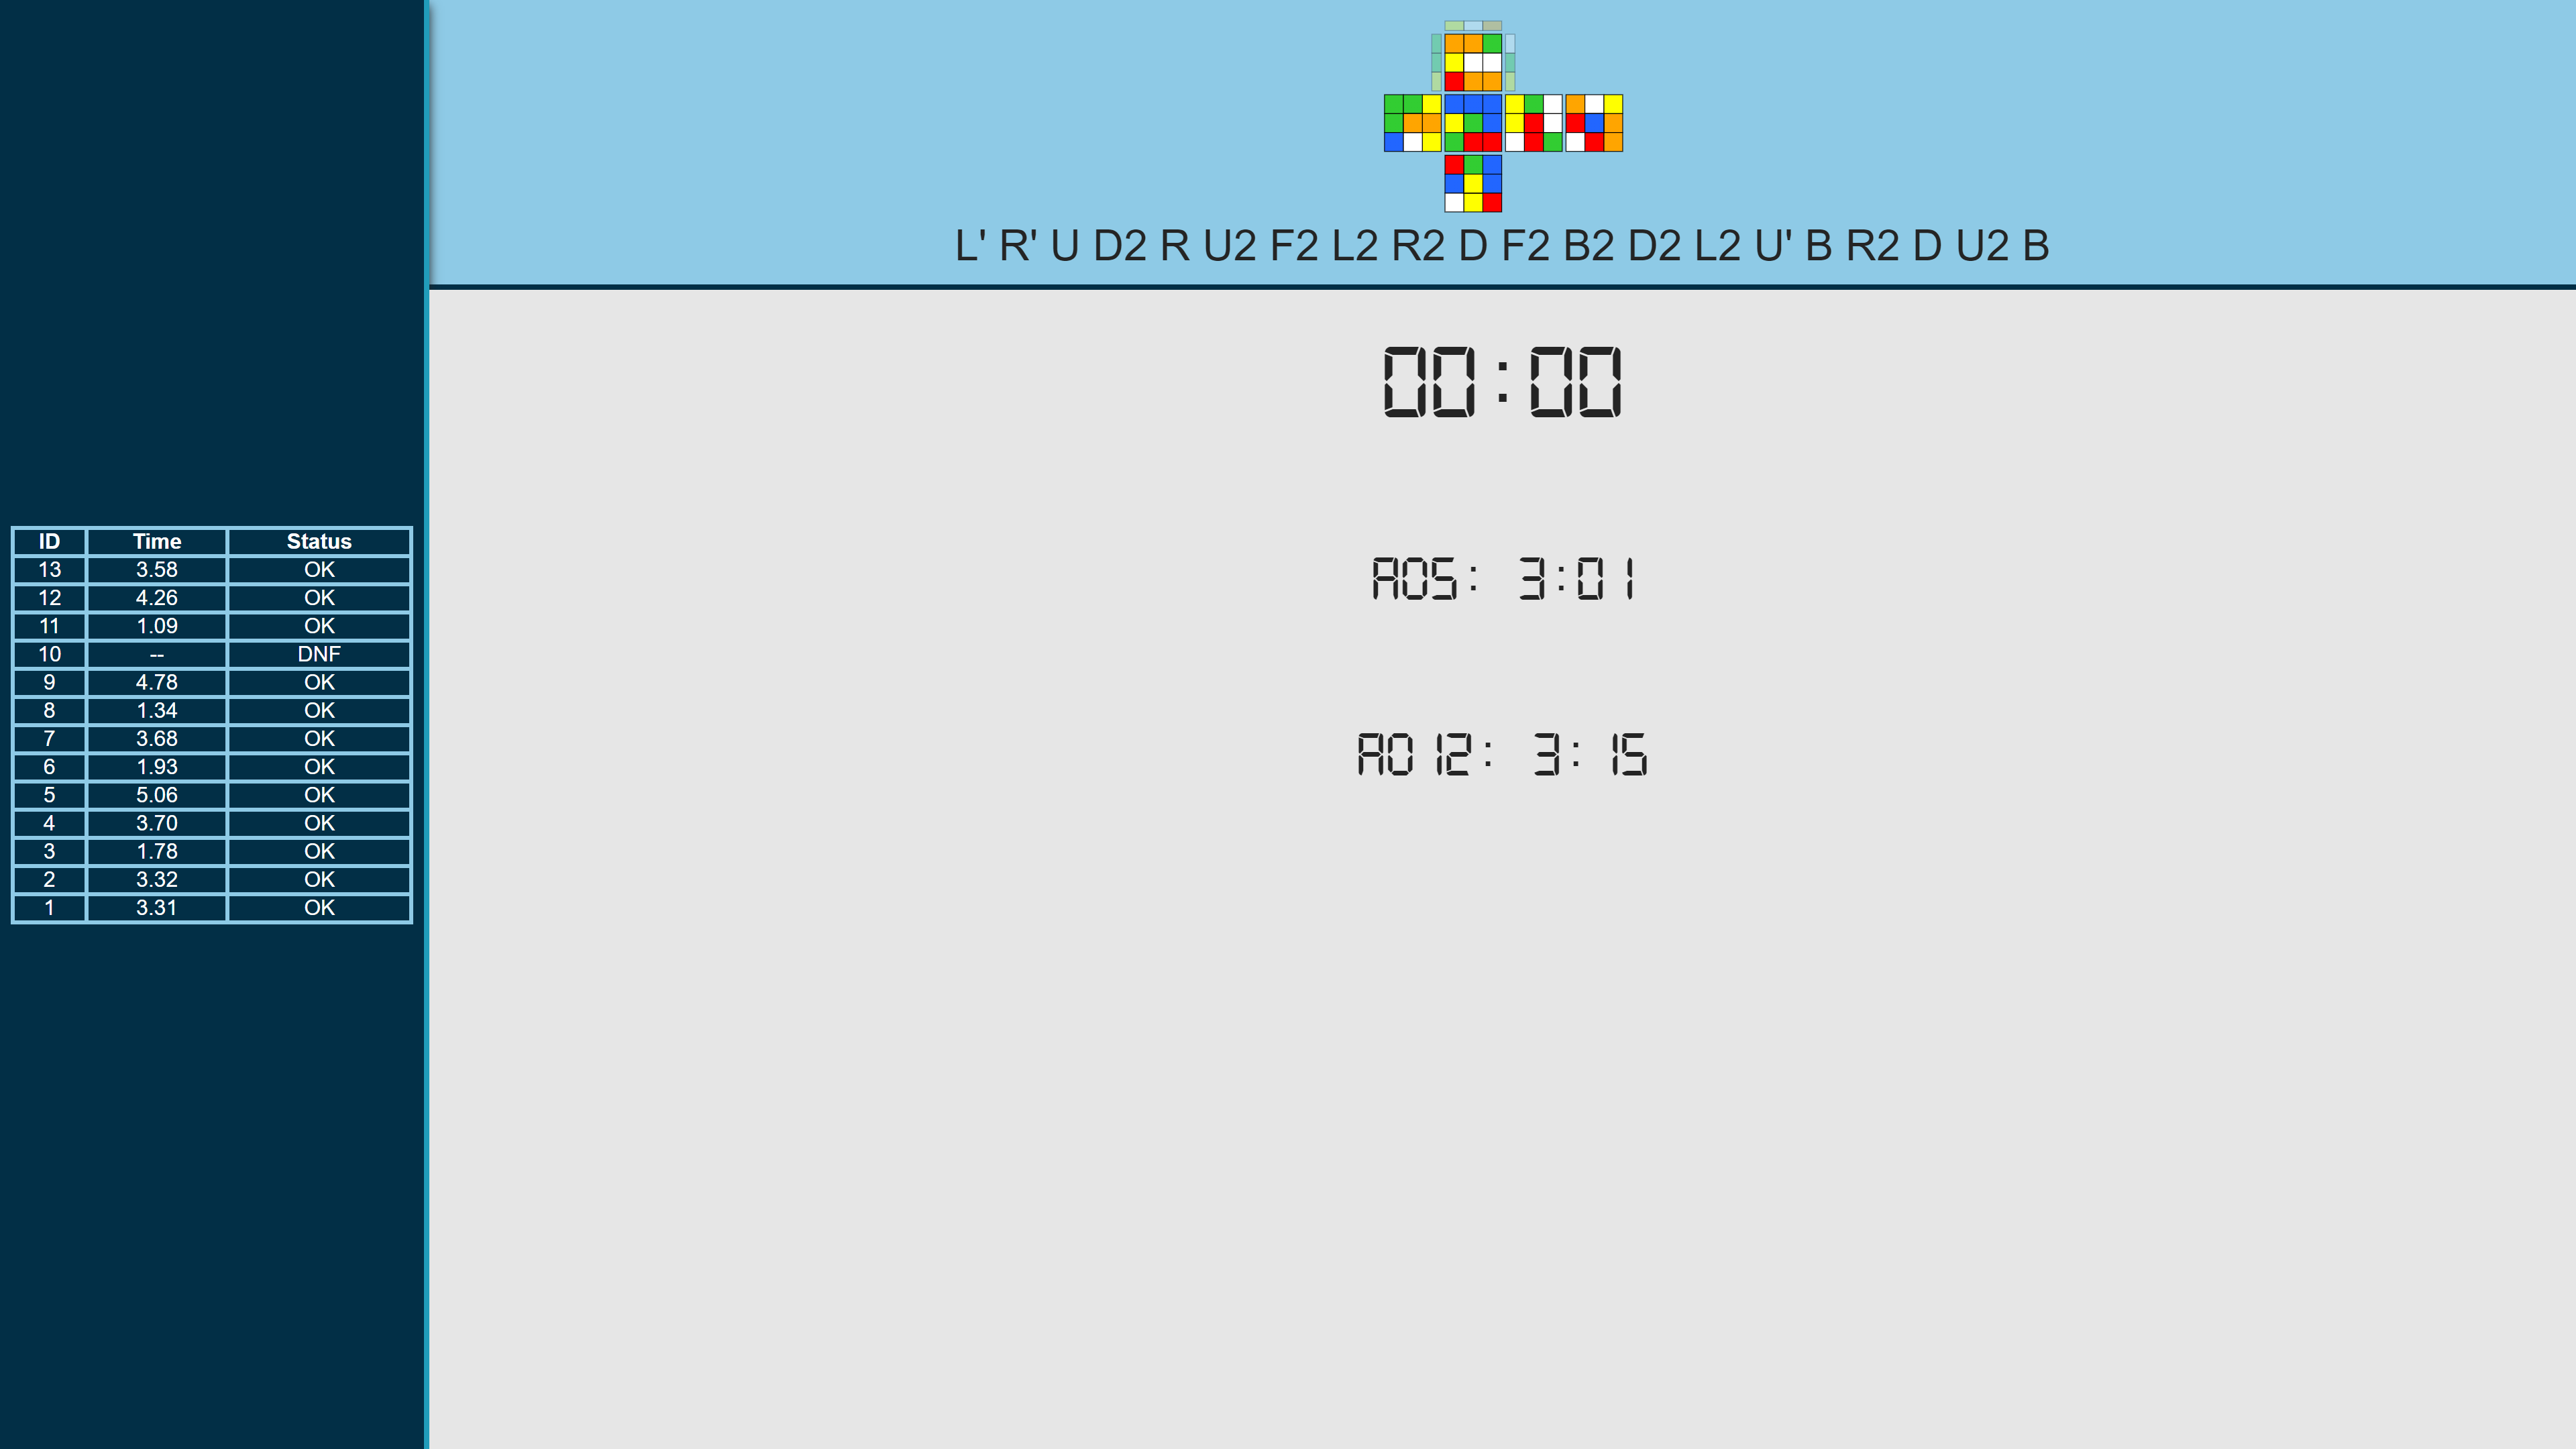 L' R' U D2 R U2 F2 L2 R2 D F2 B2 D2 L2 U' B R2 D U2 B
00:00
AO5: 3:01
AO12: 3:15
ID Time Status
13 3.58 OK
12 4.26 OK
11 1.09 OK
10 -- DNF
9 4.78 OK
8 1.34 OK
7 3.68 OK
6 1.93 OK
5 5.06 OK
4 3.70 OK
3 1.78 OK
2 3.32 OK
1 3.31 OK